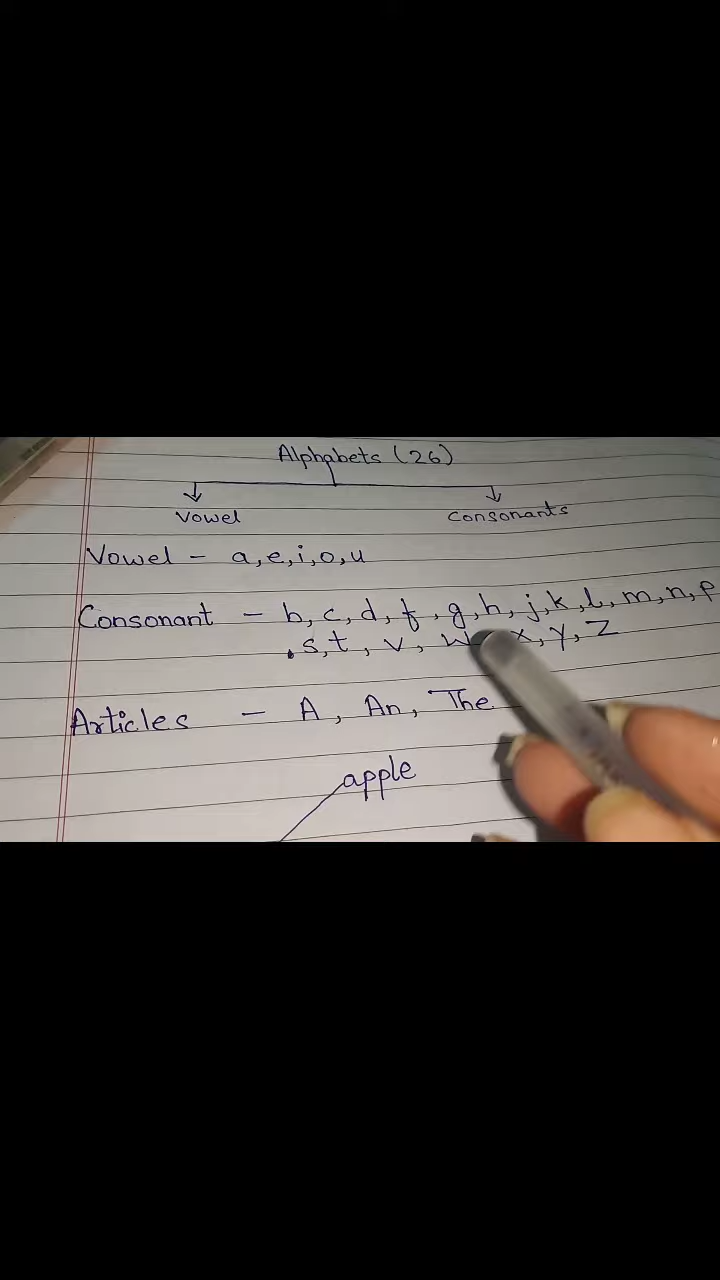 Alphabets (26)
Vowel Consonants
Vowel - a, e, i, o, u
Consonant - b, c, d, f, g, h, j, k, l, m, n, p
s, t, v, w, x, y, z
Articles - A, An, The
apple